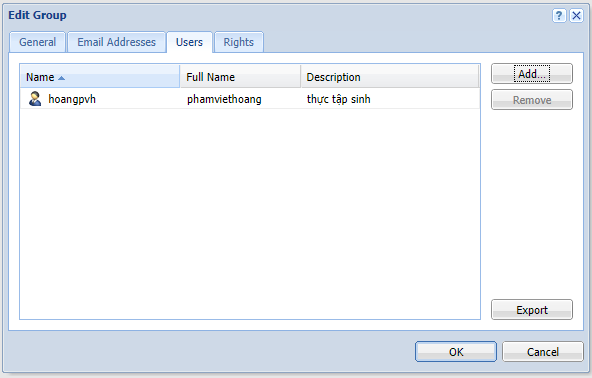 Edit Group
General Email Addresses Users Rights
Name Full Name Description
Add...
hoangpvh phamviethoang thực tập sinh
Remove
Export
OK Cancel